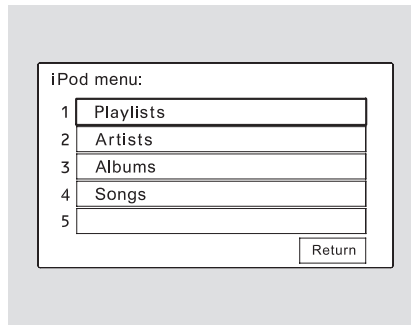 iPod menu:
1 Playlists
2 Artists
3 Albums
4 Songs
5
Return